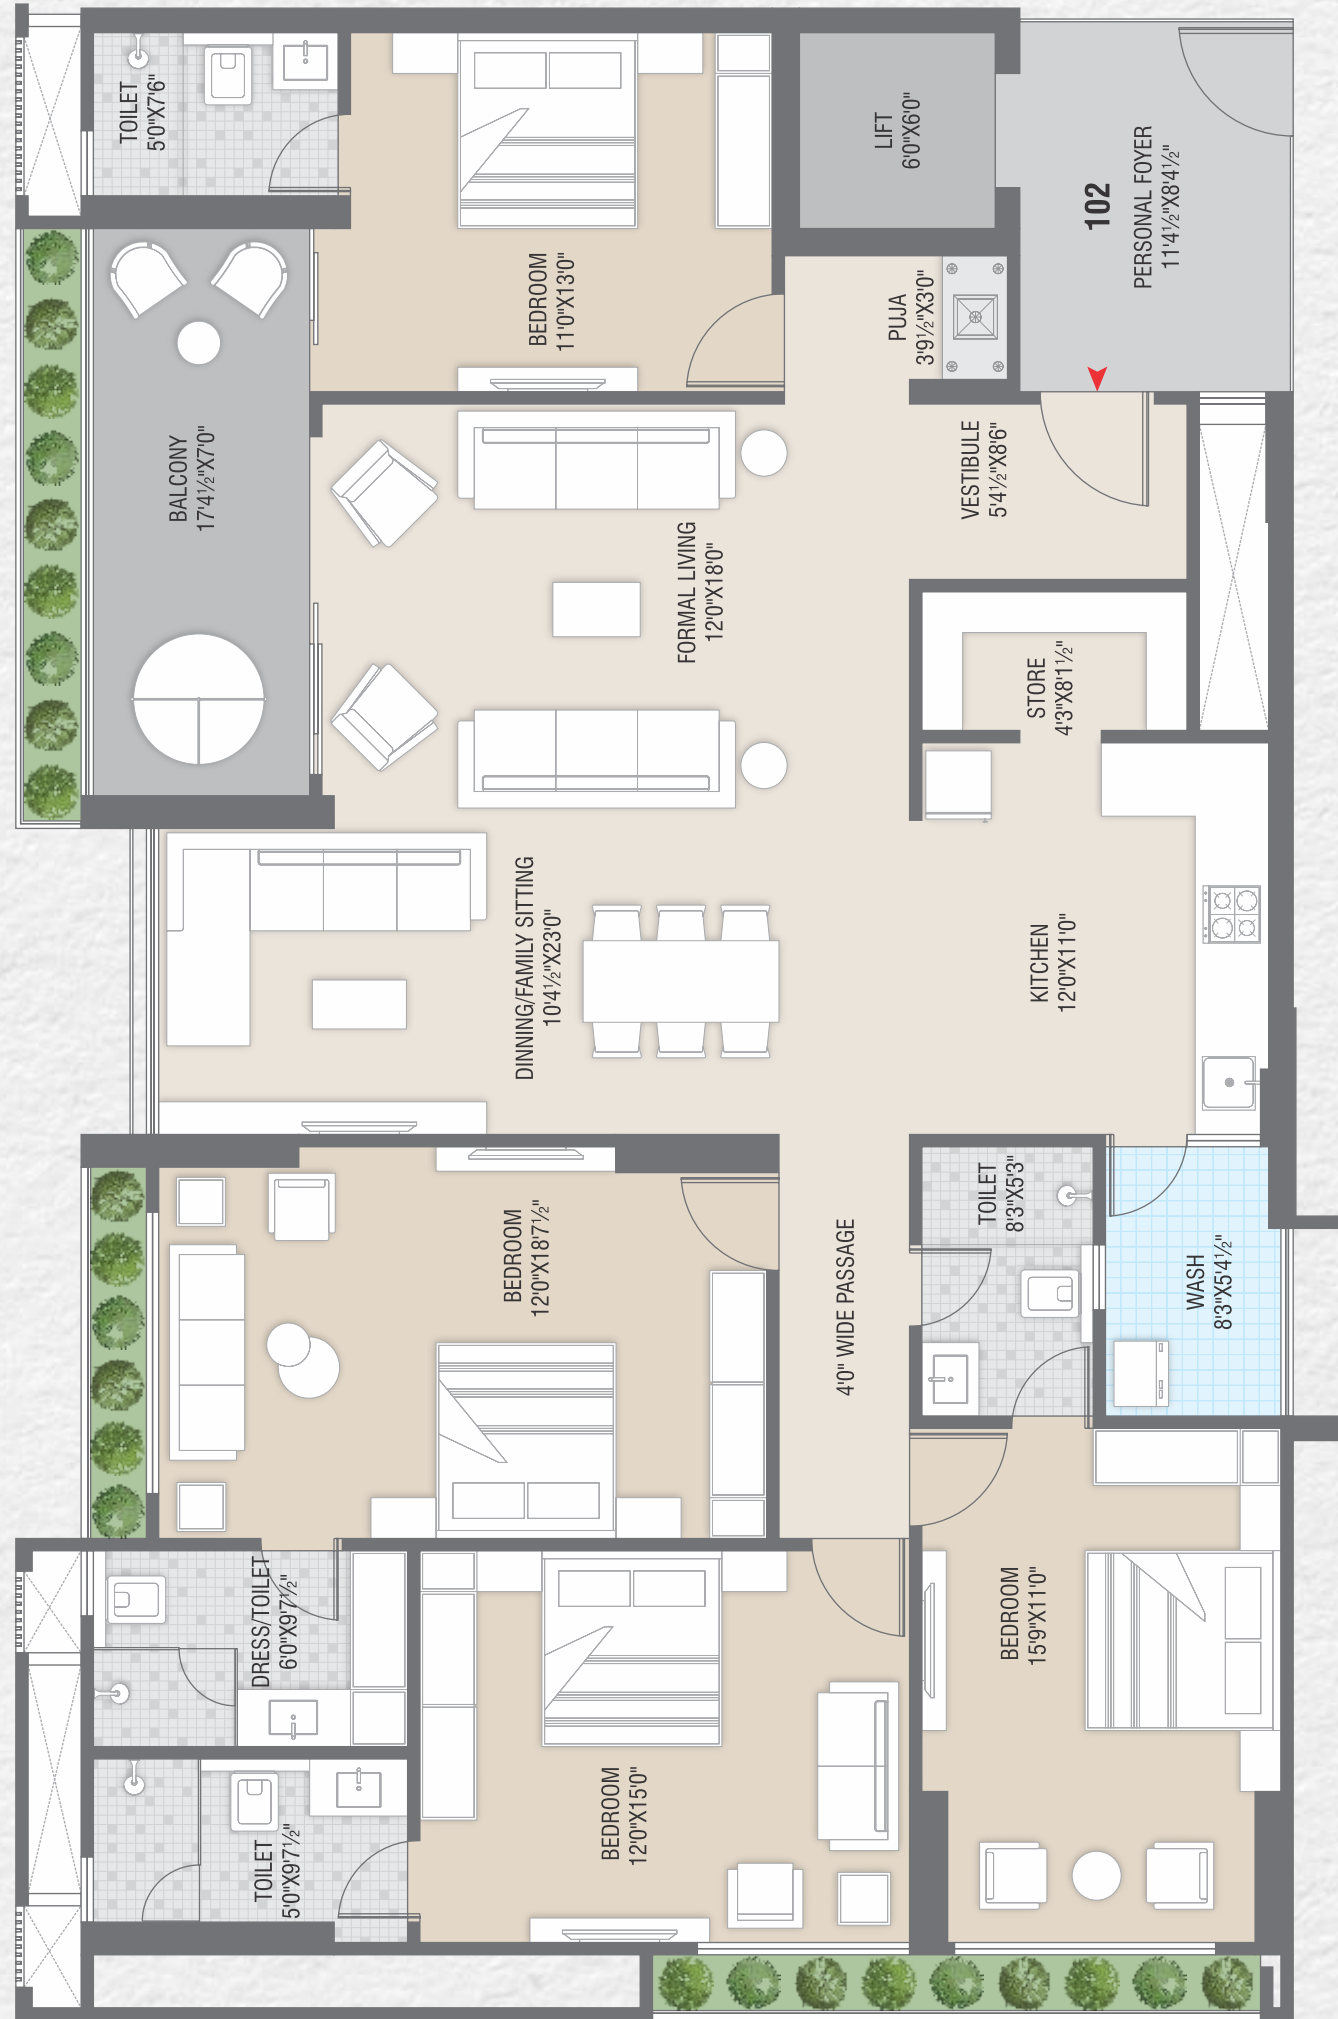 TOILET
5'0"X7'6"
BEDROOM
11'0"X13'0"
LIFT
6'0"X6'0"
102
PERSONAL FOYER
11'4½"X8'4½"
PUJA
3'9½"X3'0"
BALCONY
17'4½"X7'0"
FORMAL LIVING
12'0"X18'0"
VESTIBULE
5'4½"X8'6"
STORE
4'3"X8'1½"
DINNING/FAMILY SITTING
10'4½"X23'0"
KITCHEN
12'0"X11'0"
BEDROOM
12'0"X18'7½"
4'0" WIDE PASSAGE
TOILET
8'3"X5'3"
WASH
8'3"X5'4½"
DRESS/TOILET
6'0"X9'7½"
BEDROOM
15'9"X11'0"
TOILET
5'0"X9'7½"
BEDROOM
12'0"X15'0"